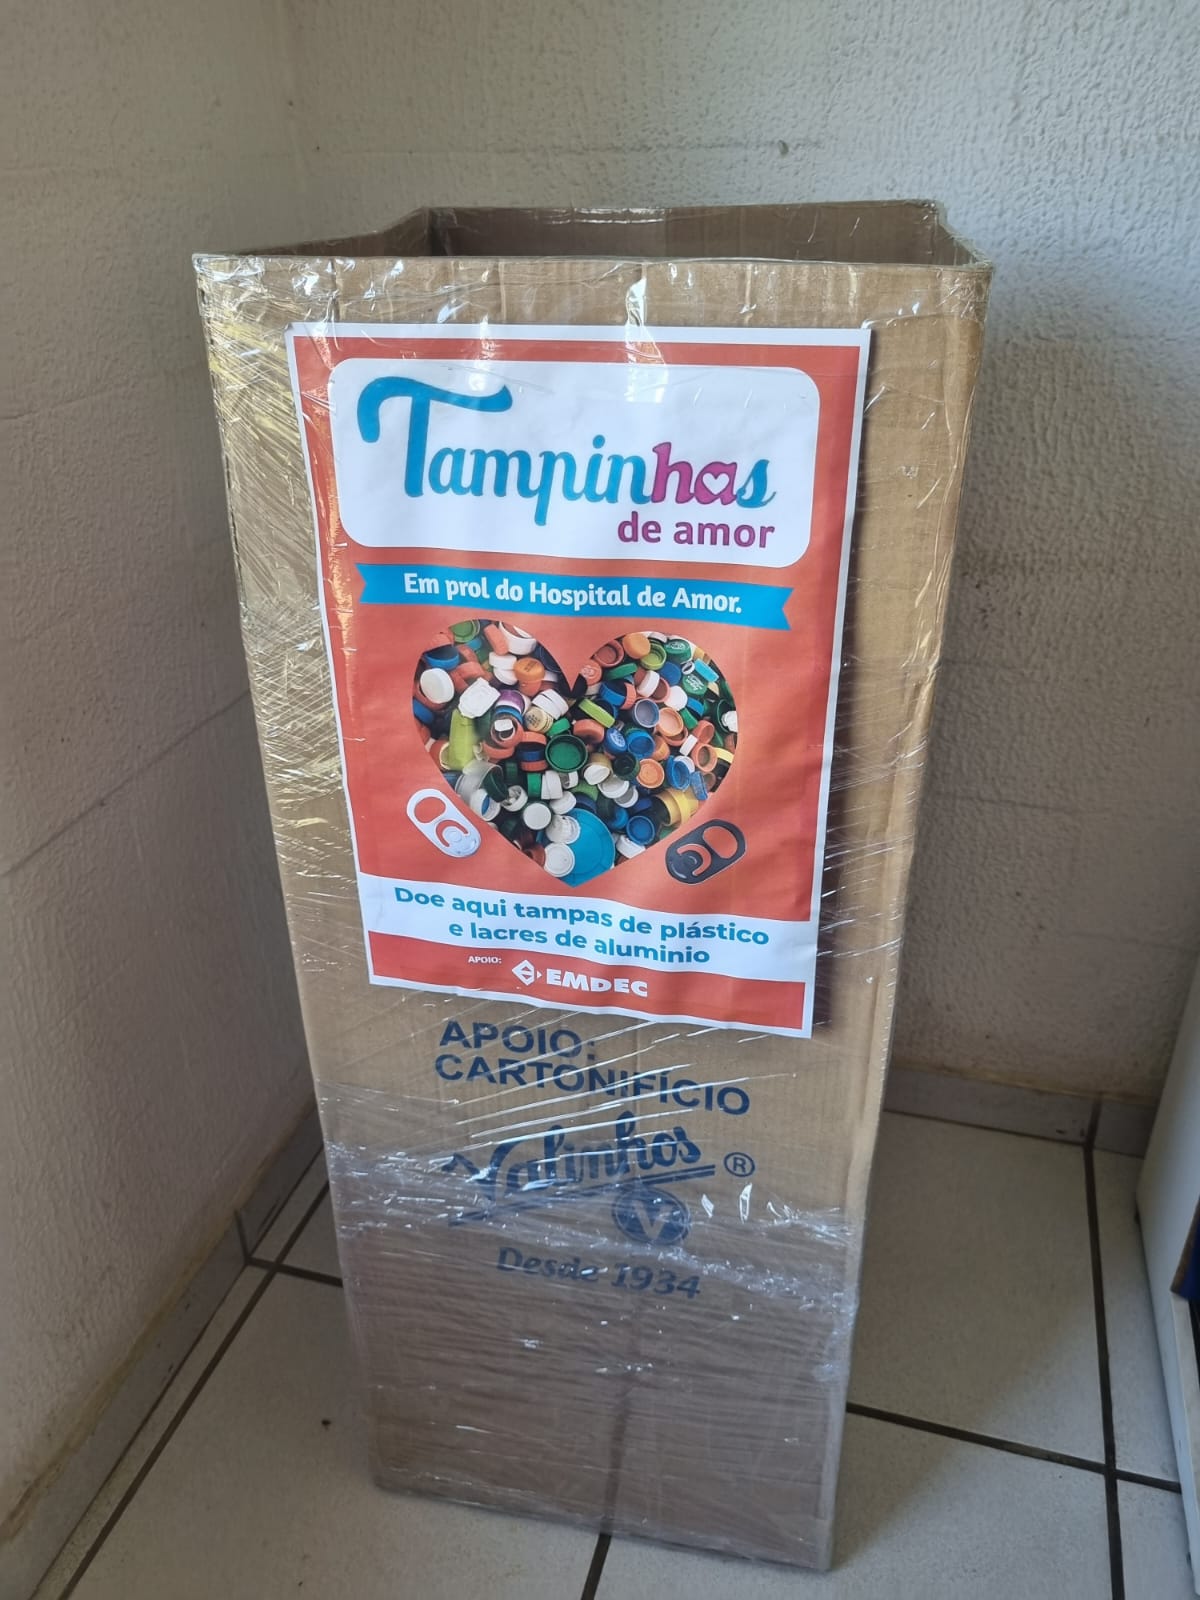 Tampinhas
de amor
Em prol do Hospital de Amor.
Doe aqui tampas de plástico
e lacres de aluminio
APOIO: EMDEC
APOIO:
CARTONIFÍCIO
Valinhos ®
V
Desde 1934